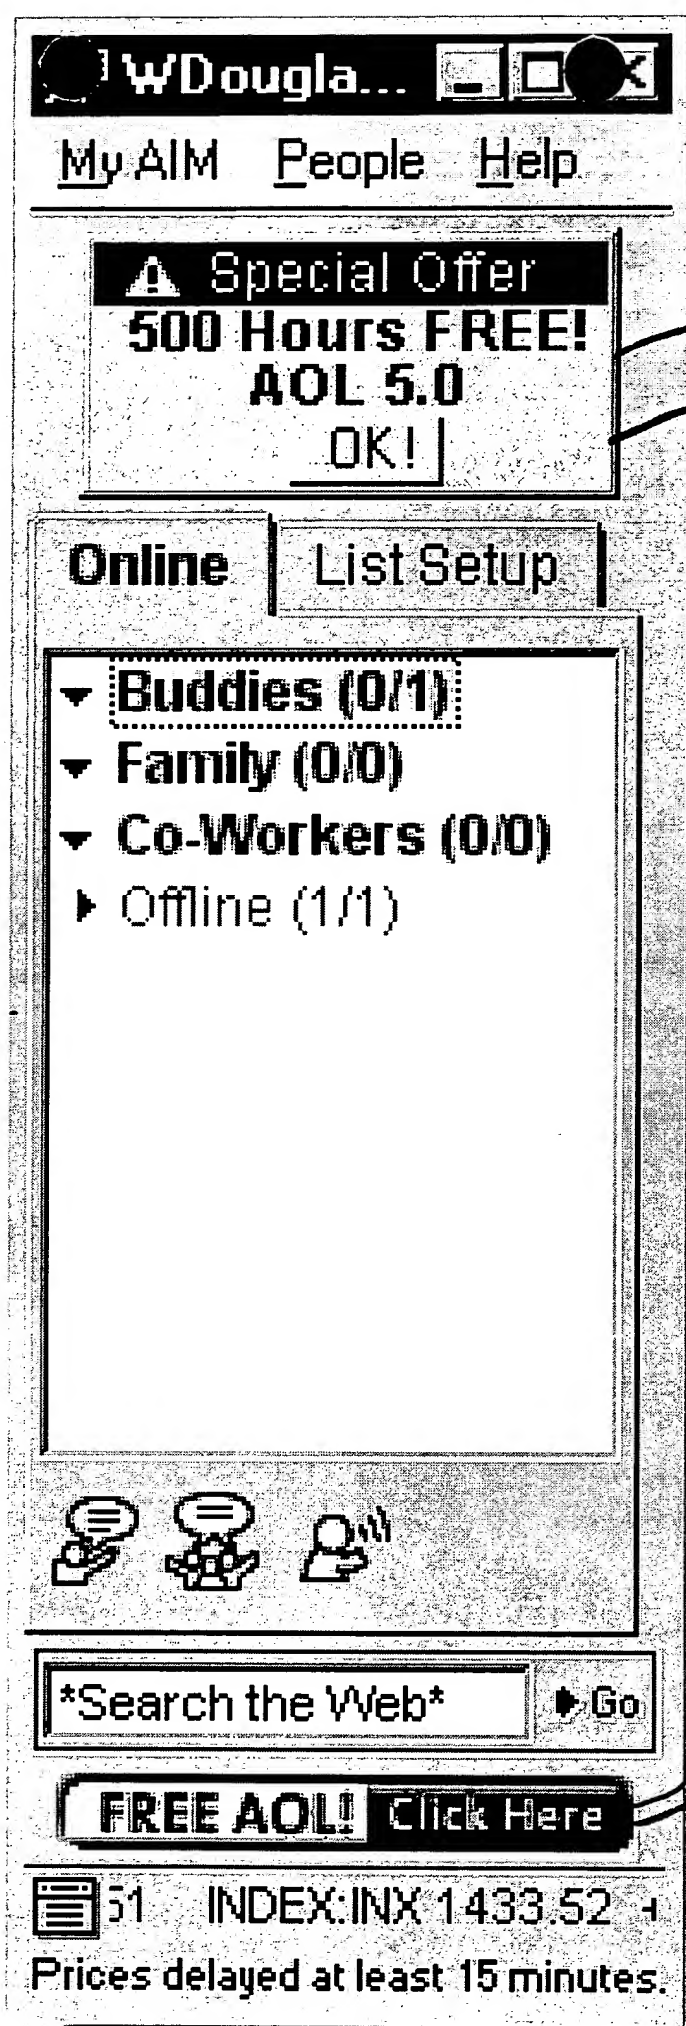 WDougla...
My AIM People Help
Special Offer
500 Hours FREE!
AOL 5.0
OK!
Online List Setup
Buddies (0/1)
Family (0/0)
Co-Workers (0/0)
Offline (1/1)
*Search the Web* Go
FREE AOL! Click Here
51 INDEX:INX 1433.52
Prices delayed at least 15 minutes.